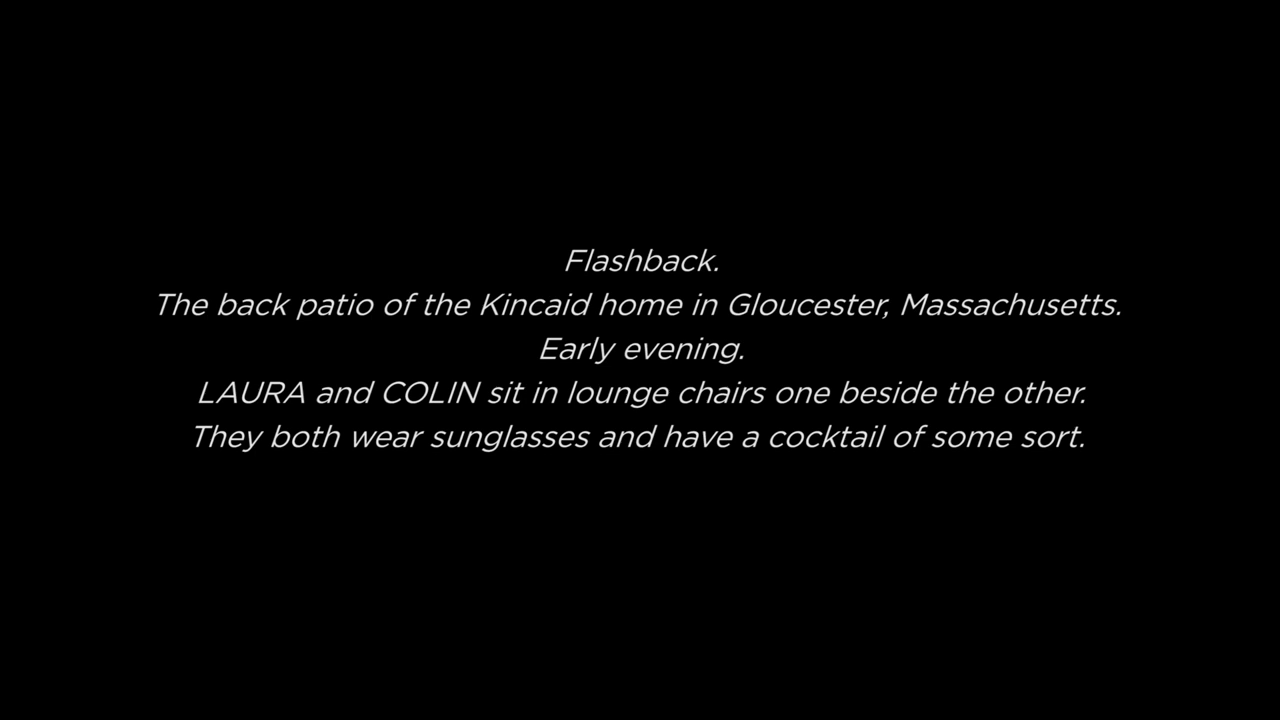 Flashback.
The back patio of the Kincaid home in Gloucester, Massachusetts.
Early evening.
LAURA and COLIN sit in lounge chairs one beside the other.
They both wear sunglasses and have a cocktail of some sort.